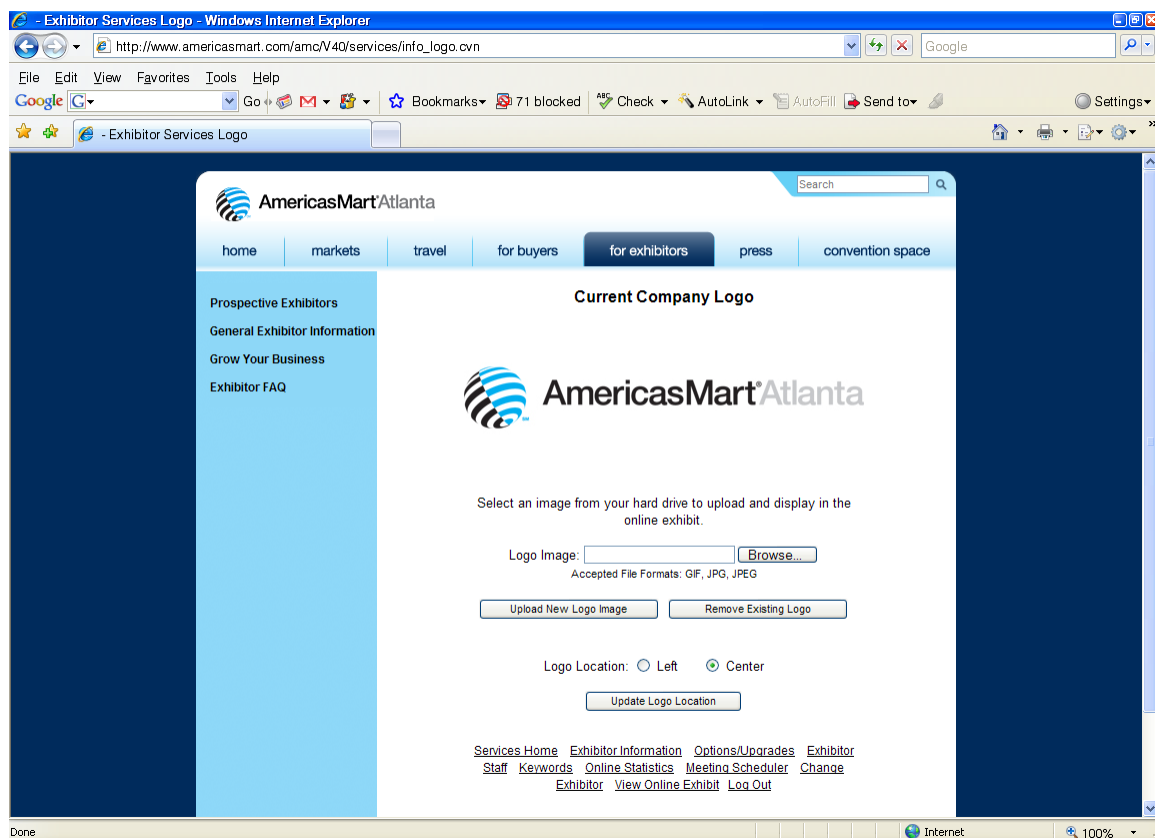 - Exhibitor Services Logo - Windows Internet Explorer
http://www.americasmart.com/amc/V40/services/info_logo.cvn
Google
File Edit View Favorites Tools Help
Google G Go Bookmarks 71 blocked ABC Check AutoLink AutoFill Send to Settings
- Exhibitor Services Logo
Search
AmericasMart®Atlanta
home markets travel for buyers for exhibitors press convention space
Prospective Exhibitors
General Exhibitor Information
Grow Your Business
Exhibitor FAQ
Current Company Logo
AmericasMart®Atlanta
Select an image from your hard drive to upload and display in the
online exhibit.
Logo Image: Browse...
Accepted File Formats: GIF, JPG, JPEG
Upload New Logo Image Remove Existing Logo
Logo Location: Left Center
Update Logo Location
Services Home Exhibitor Information Options/Upgrades Exhibitor
Staff Keywords Online Statistics Meeting Scheduler Change
Exhibitor View Online Exhibit Log Out
Done Internet 100%